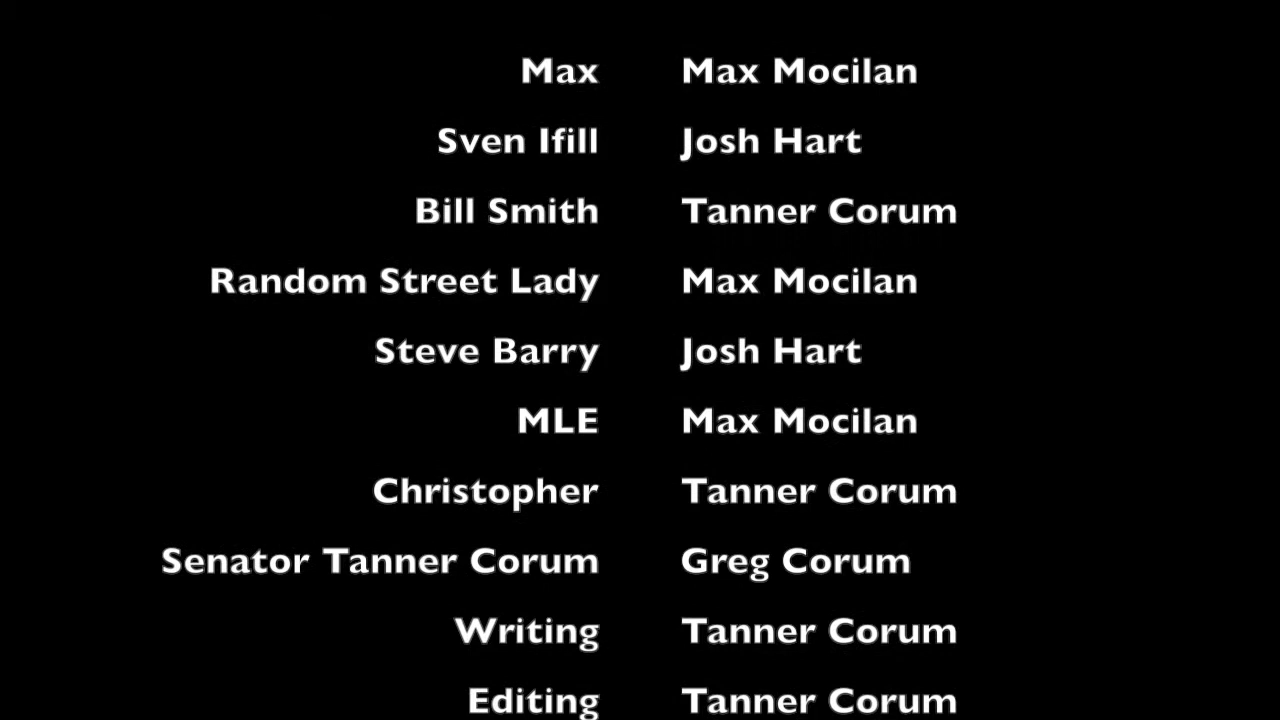 Max Max Mocilan
Sven Ifill Josh Hart
Bill Smith Tanner Corum
Random Street Lady Max Mocilan
Steve Barry Josh Hart
MLE Max Mocilan
Christopher Tanner Corum
Senator Tanner Corum Greg Corum
Writing Tanner Corum
Editing Tanner Corum